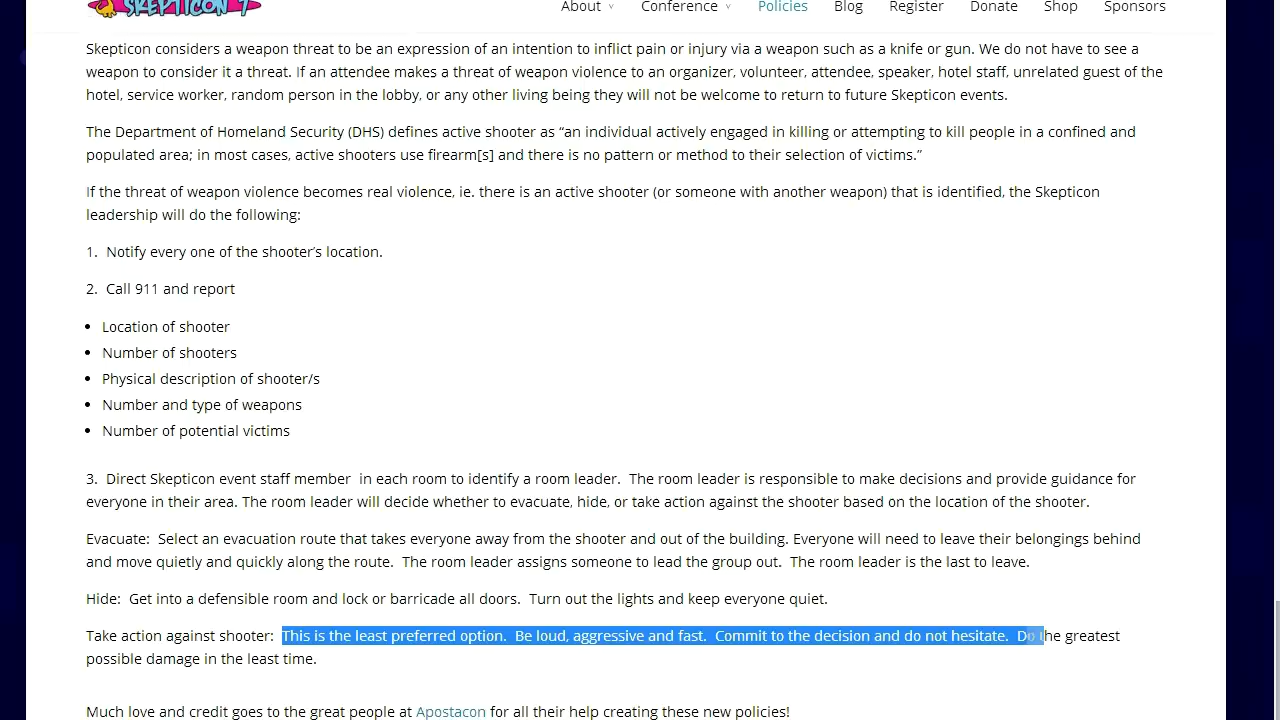 SKEPTICON 7
About ˅ Conference ˅ Policies Blog Register Donate Shop Sponsors
Skepticon considers a weapon threat to be an expression of an intention to inflict pain or injury via a weapon such as a knife or gun. We do not have to see a
weapon to consider it a threat. If an attendee makes a threat of weapon violence to an organizer, volunteer, attendee, speaker, hotel staff, unrelated guest of the
hotel, service worker, random person in the lobby, or any other living being they will not be welcome to return to future Skepticon events.
The Department of Homeland Security (DHS) defines active shooter as “an individual actively engaged in killing or attempting to kill people in a confined and
populated area; in most cases, active shooters use firearm[s] and there is no pattern or method to their selection of victims.”
If the threat of weapon violence becomes real violence, ie. there is an active shooter (or someone with another weapon) that is identified, the Skepticon
leadership will do the following:
1. Notify every one of the shooter’s location.
2. Call 911 and report
• Location of shooter
• Number of shooters
• Physical description of shooter/s
• Number and type of weapons
• Number of potential victims
3. Direct Skepticon event staff member in each room to identify a room leader. The room leader is responsible to make decisions and provide guidance for
everyone in their area. The room leader will decide whether to evacuate, hide, or take action against the shooter based on the location of the shooter.
Evacuate: Select an evacuation route that takes everyone away from the shooter and out of the building. Everyone will need to leave their belongings behind
and move quietly and quickly along the route. The room leader assigns someone to lead the group out. The room leader is the last to leave.
Hide: Get into a defensible room and lock or barricade all doors. Turn out the lights and keep everyone quiet.
Take action against shooter: This is the least preferred option. Be loud, aggressive and fast. Commit to the decision and do not hesitate. Do the greatest
possible damage in the least time.
Much love and credit goes to the great people at Apostacon for all their help creating these new policies!